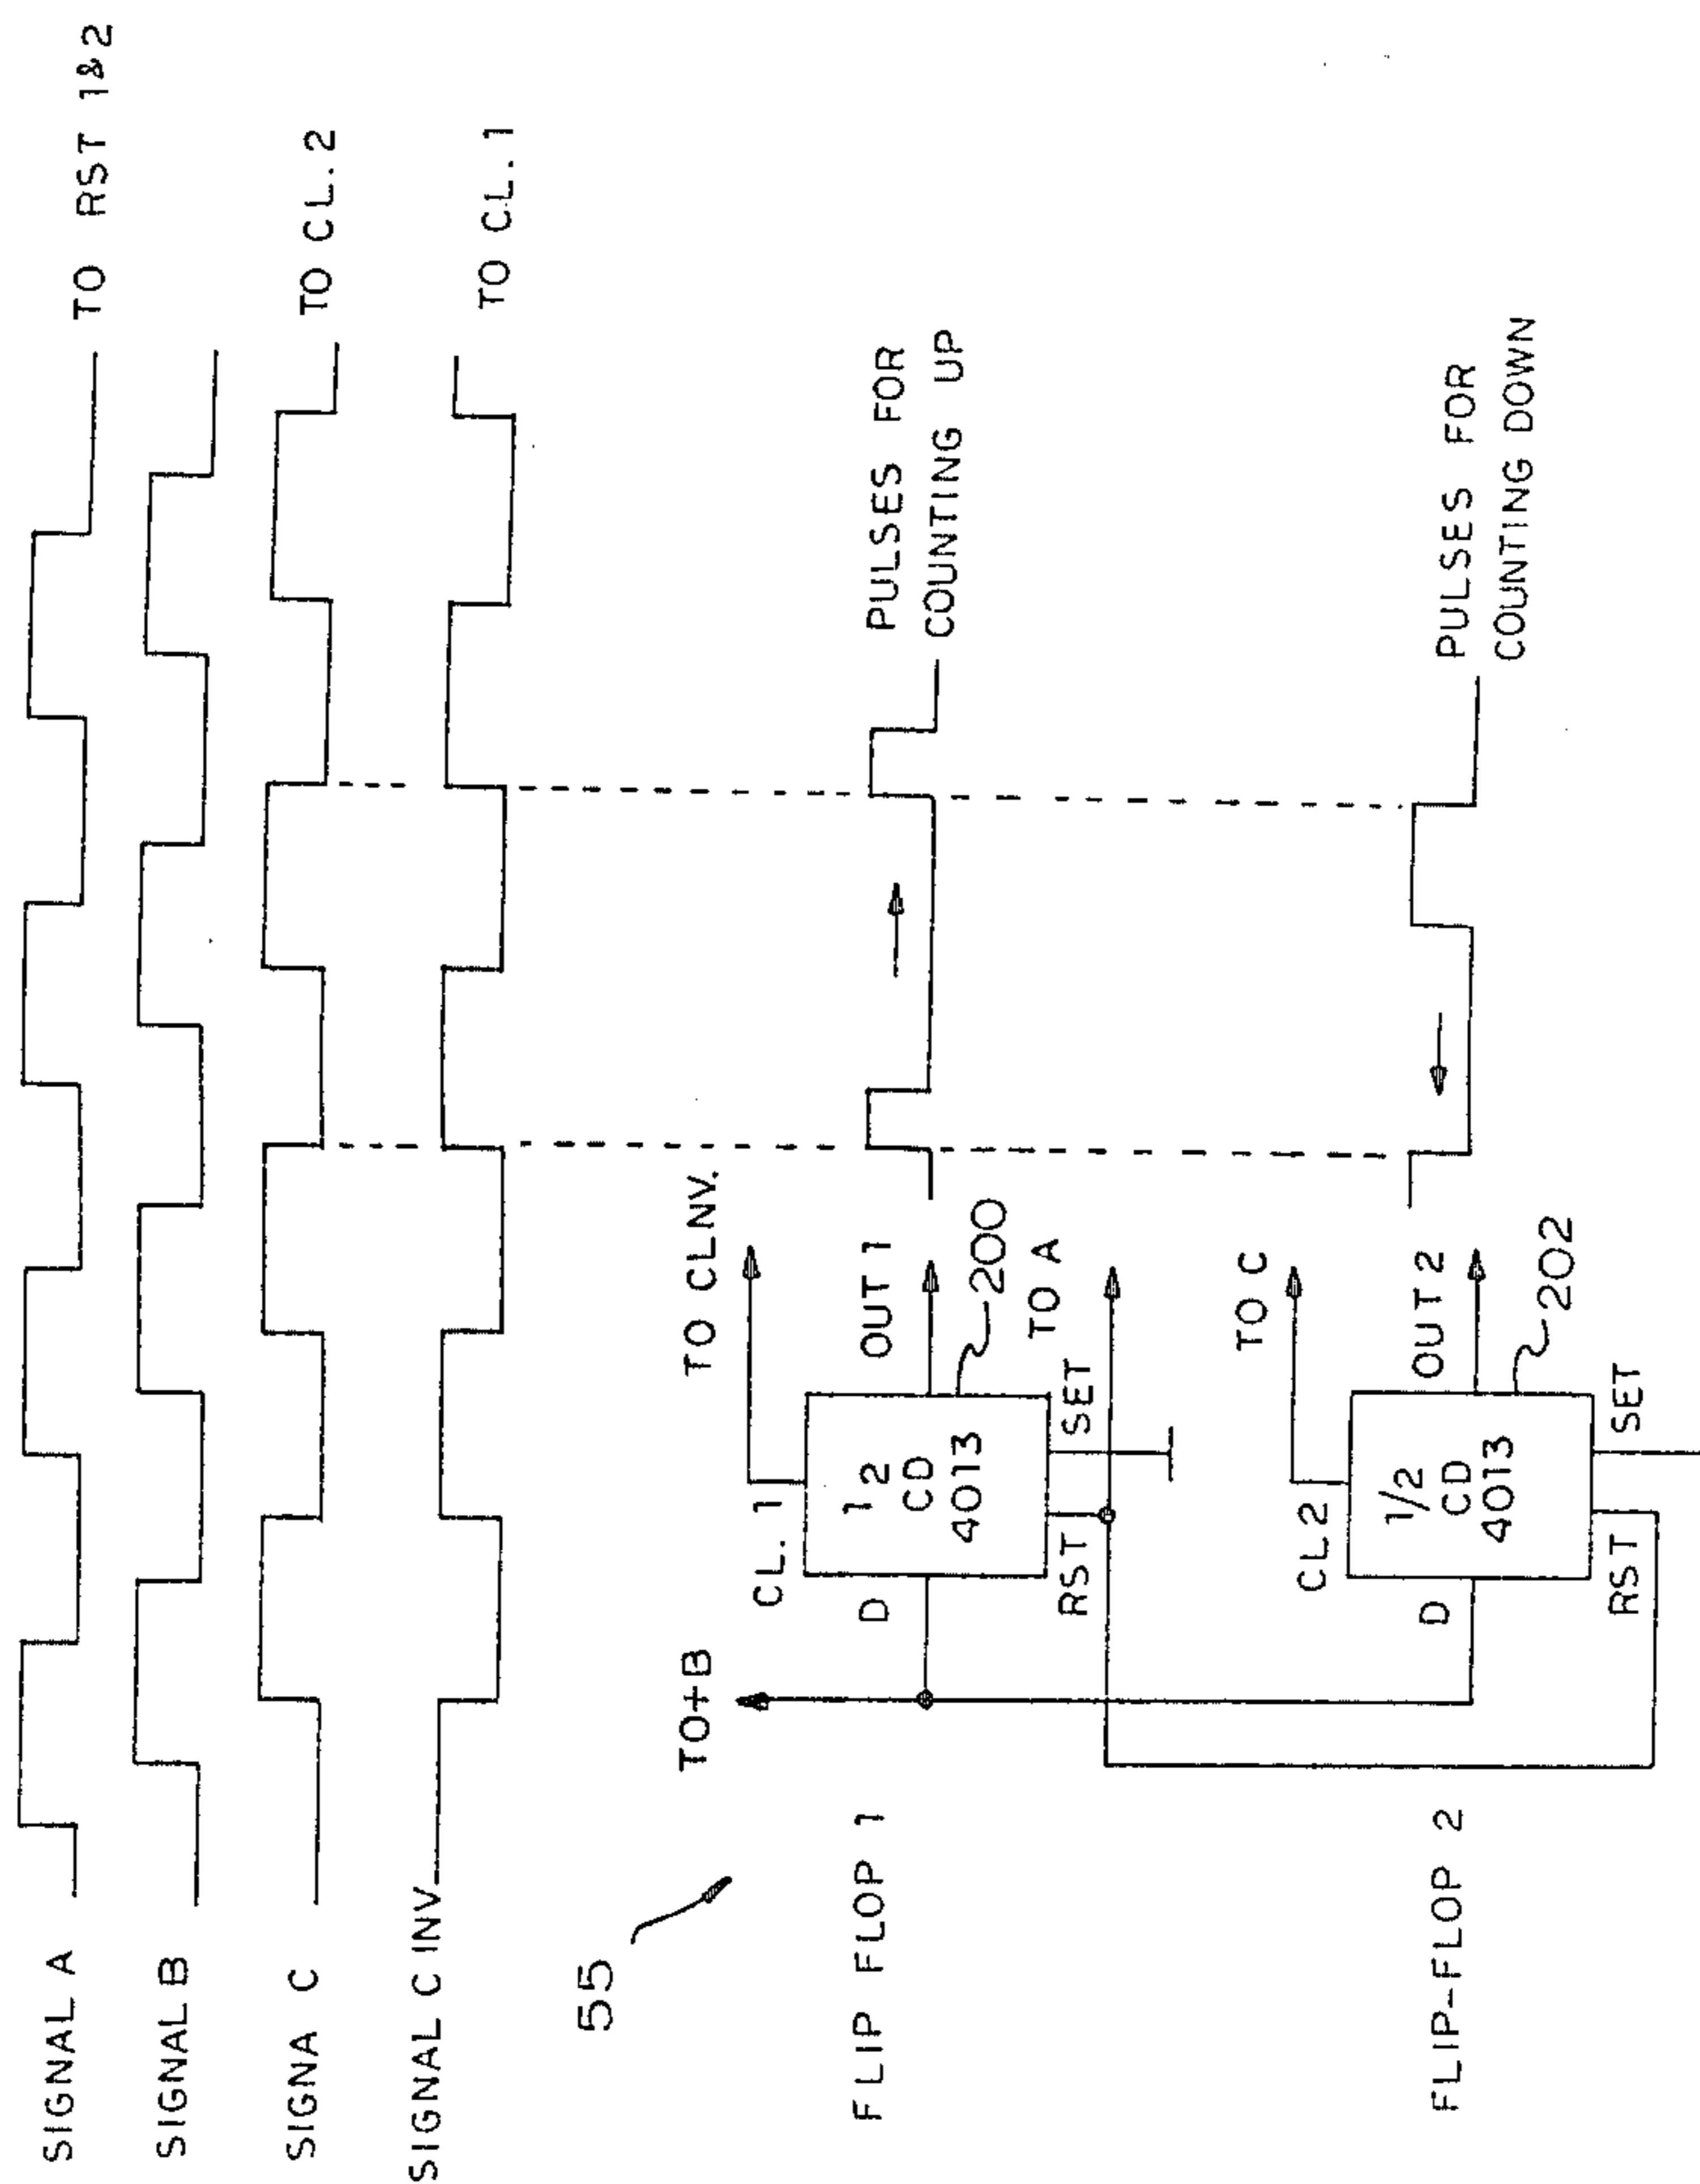 SIGNAL A
TO RST 1&2
SIGNAL B
SIGNA C
TO CL.2
SIGNAL C INV
TO CL.1
55
TO+B
TO CLNV.
FLIP FLOP 1
CL.1
D
1 2
CD
4013
OUT 1
200
RST
SET
TO A
PULSES FOR
COUNTING UP
FLIP-FLOP 2
CL2
TO C
D
1/2
CD
4013
OUT 2
202
RST
SET
PULSES FOR
COUNTING DOWN